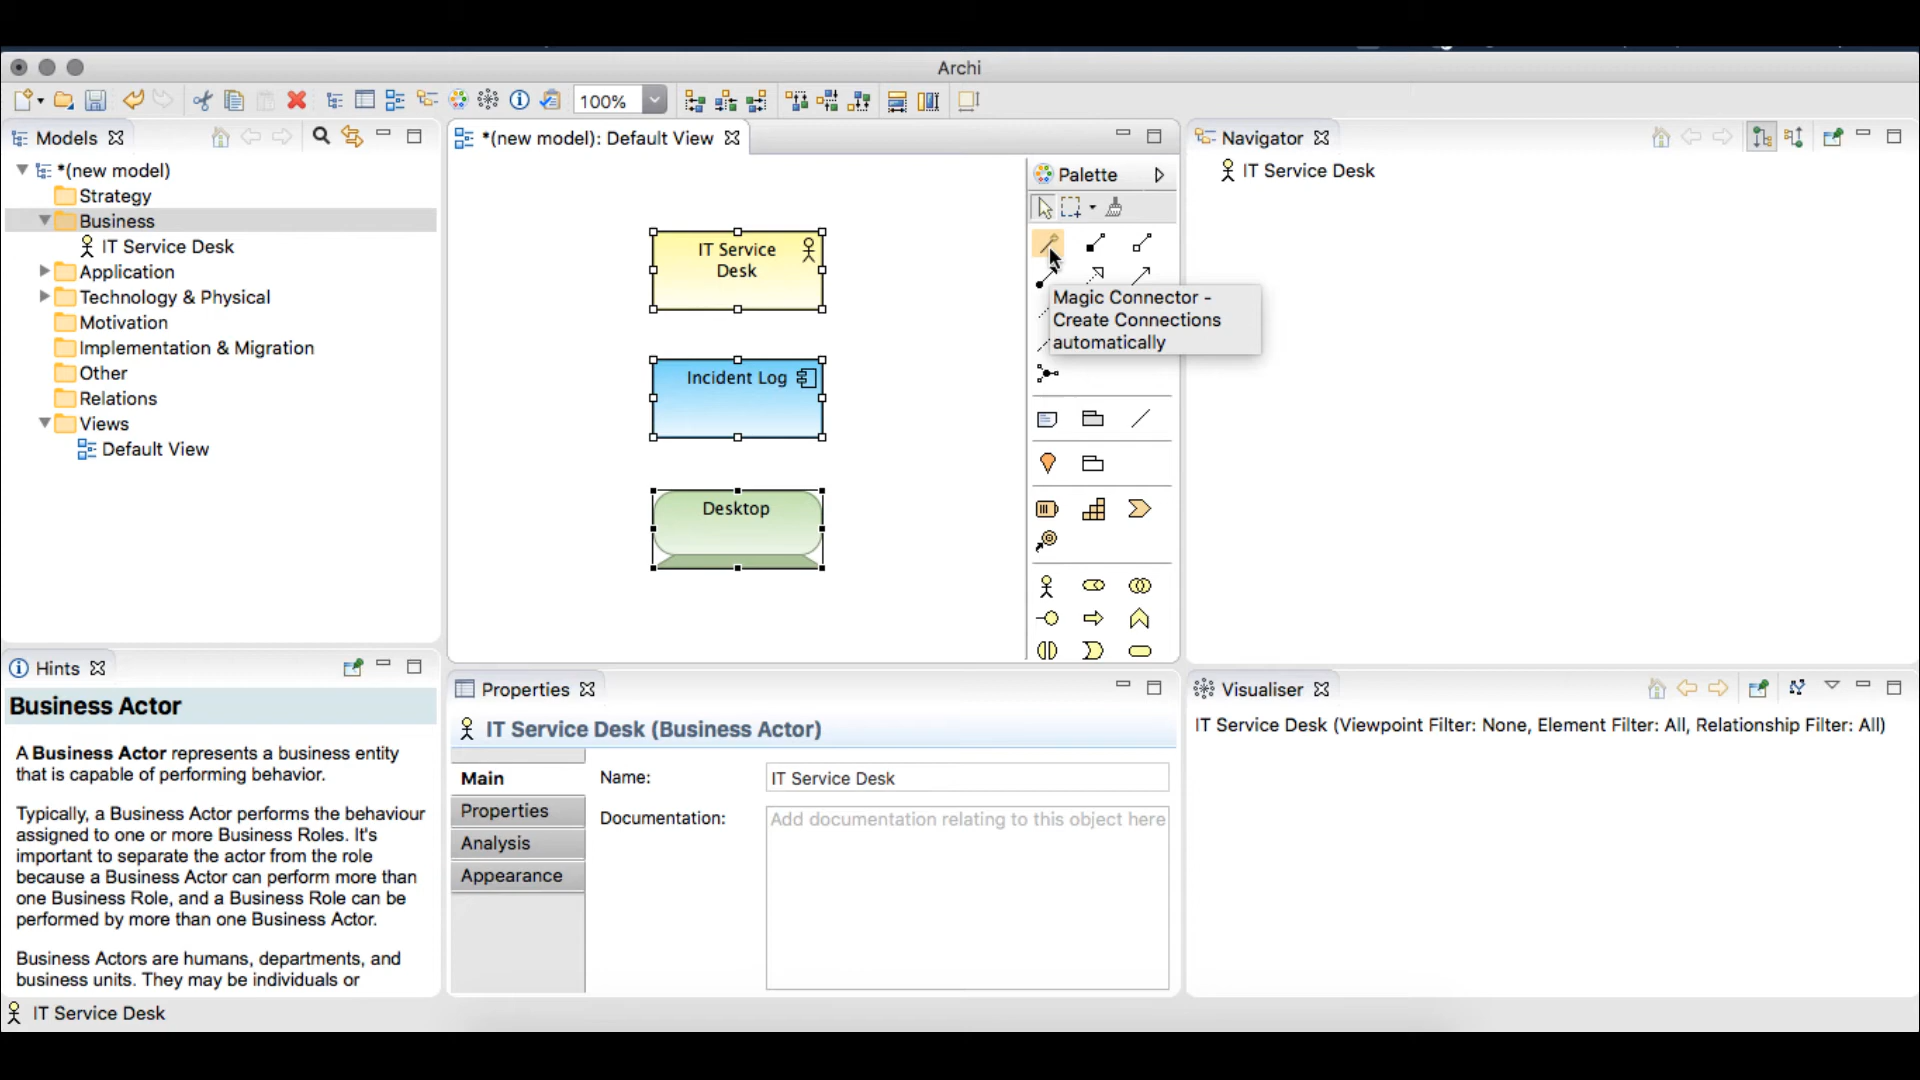 Archi
100%
Models
*(new model)
Strategy
Business
IT Service Desk
Application
Technology & Physical
Motivation
Implementation & Migration
Other
Relations
Views
Default View
*(new model): Default View
IT Service
Desk
Incident Log
Desktop
Palette
Magic Connector -
Create Connections
automatically
Navigator
IT Service Desk
Hints
Business Actor
A Business Actor represents a business entity
that is capable of performing behavior.
Typically, a Business Actor performs the behaviour
assigned to one or more Business Roles. It's
important to separate the actor from the role
because a Business Actor can perform more than
one Business Role, and a Business Role can be
performed by more than one Business Actor.
Business Actors are humans, departments, and
business units. They may be individuals or
Properties
IT Service Desk (Business Actor)
Main
Properties
Analysis
Appearance
Name:
IT Service Desk
Documentation:
Add documentation relating to this object here
Visualiser
IT Service Desk (Viewpoint Filter: None, Element Filter: All, Relationship Filter: All)
IT Service Desk